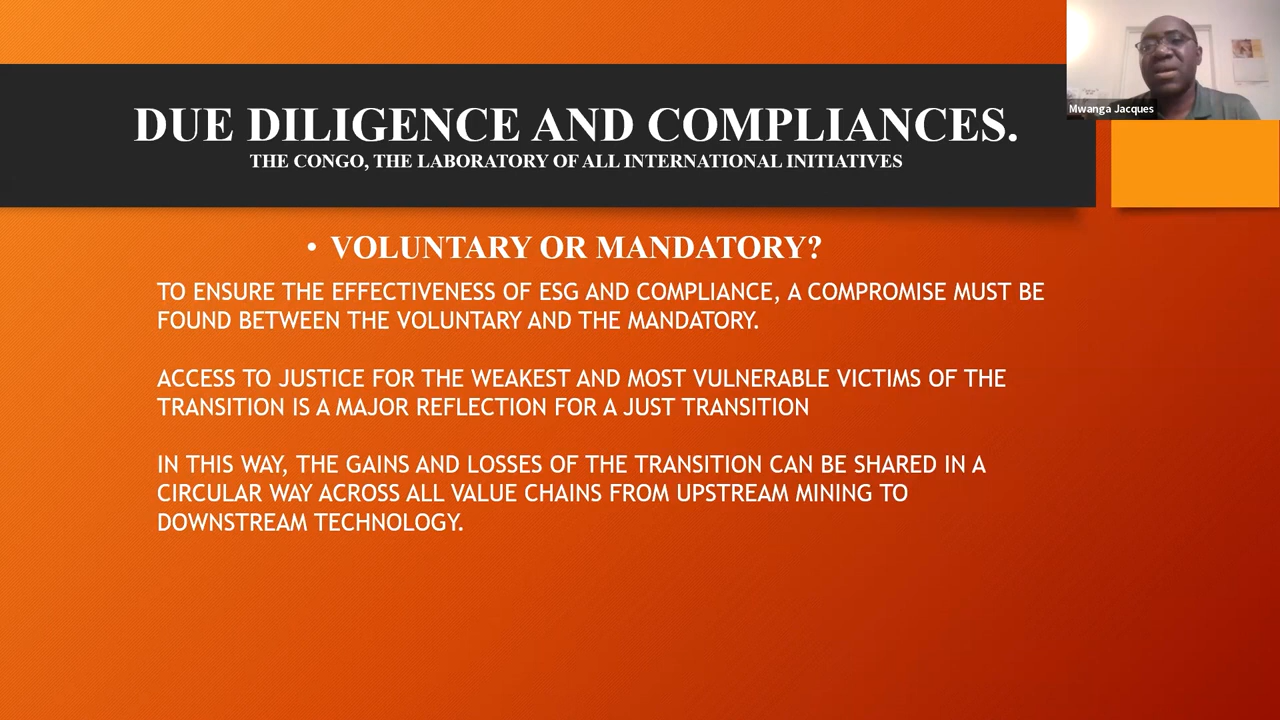 DUE DILIGENCE AND COMPLIANCES.
THE CONGO, THE LABORATORY OF ALL INTERNATIONAL INITIATIVES
Mwanga Jacques
• VOLUNTARY OR MANDATORY?
TO ENSURE THE EFFECTIVENESS OF ESG AND COMPLIANCE, A COMPROMISE MUST BE
FOUND BETWEEN THE VOLUNTARY AND THE MANDATORY.
ACCESS TO JUSTICE FOR THE WEAKEST AND MOST VULNERABLE VICTIMS OF THE
TRANSITION IS A MAJOR REFLECTION FOR A JUST TRANSITION
IN THIS WAY, THE GAINS AND LOSSES OF THE TRANSITION CAN BE SHARED IN A
CIRCULAR WAY ACROSS ALL VALUE CHAINS FROM UPSTREAM MINING TO
DOWNSTREAM TECHNOLOGY.